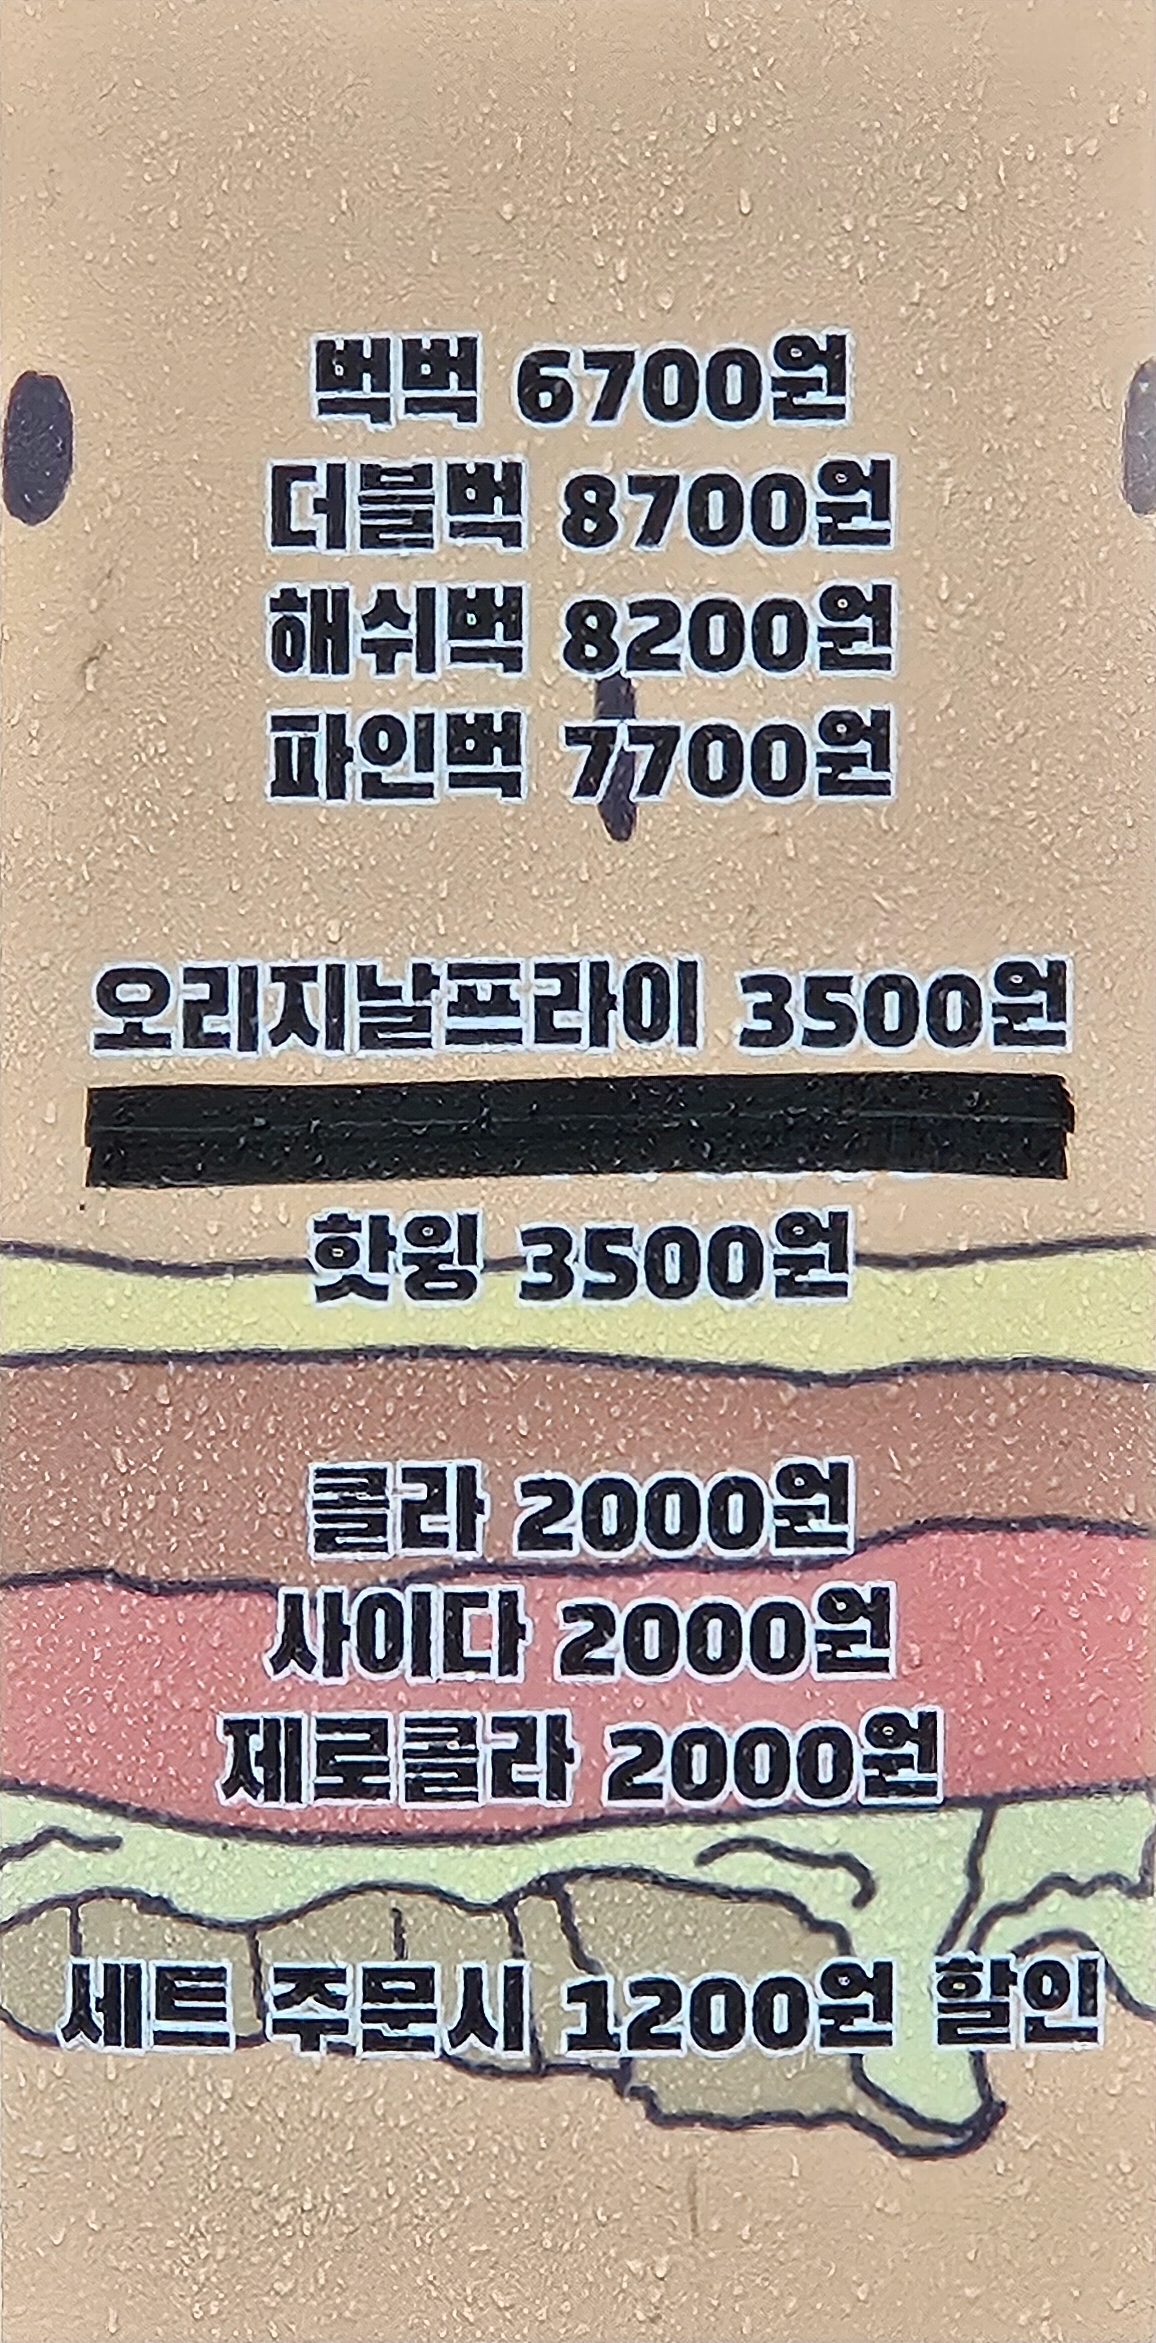 벅벅 6700원
더블벅 8700원
해쉬벅 8200원
파인벅 7700원
오리지날프라이 3500원
핫윙 3500원
콜라 2000원
사이다 2000원
제로콜라 2000원
세트 주문시 1200원 할인